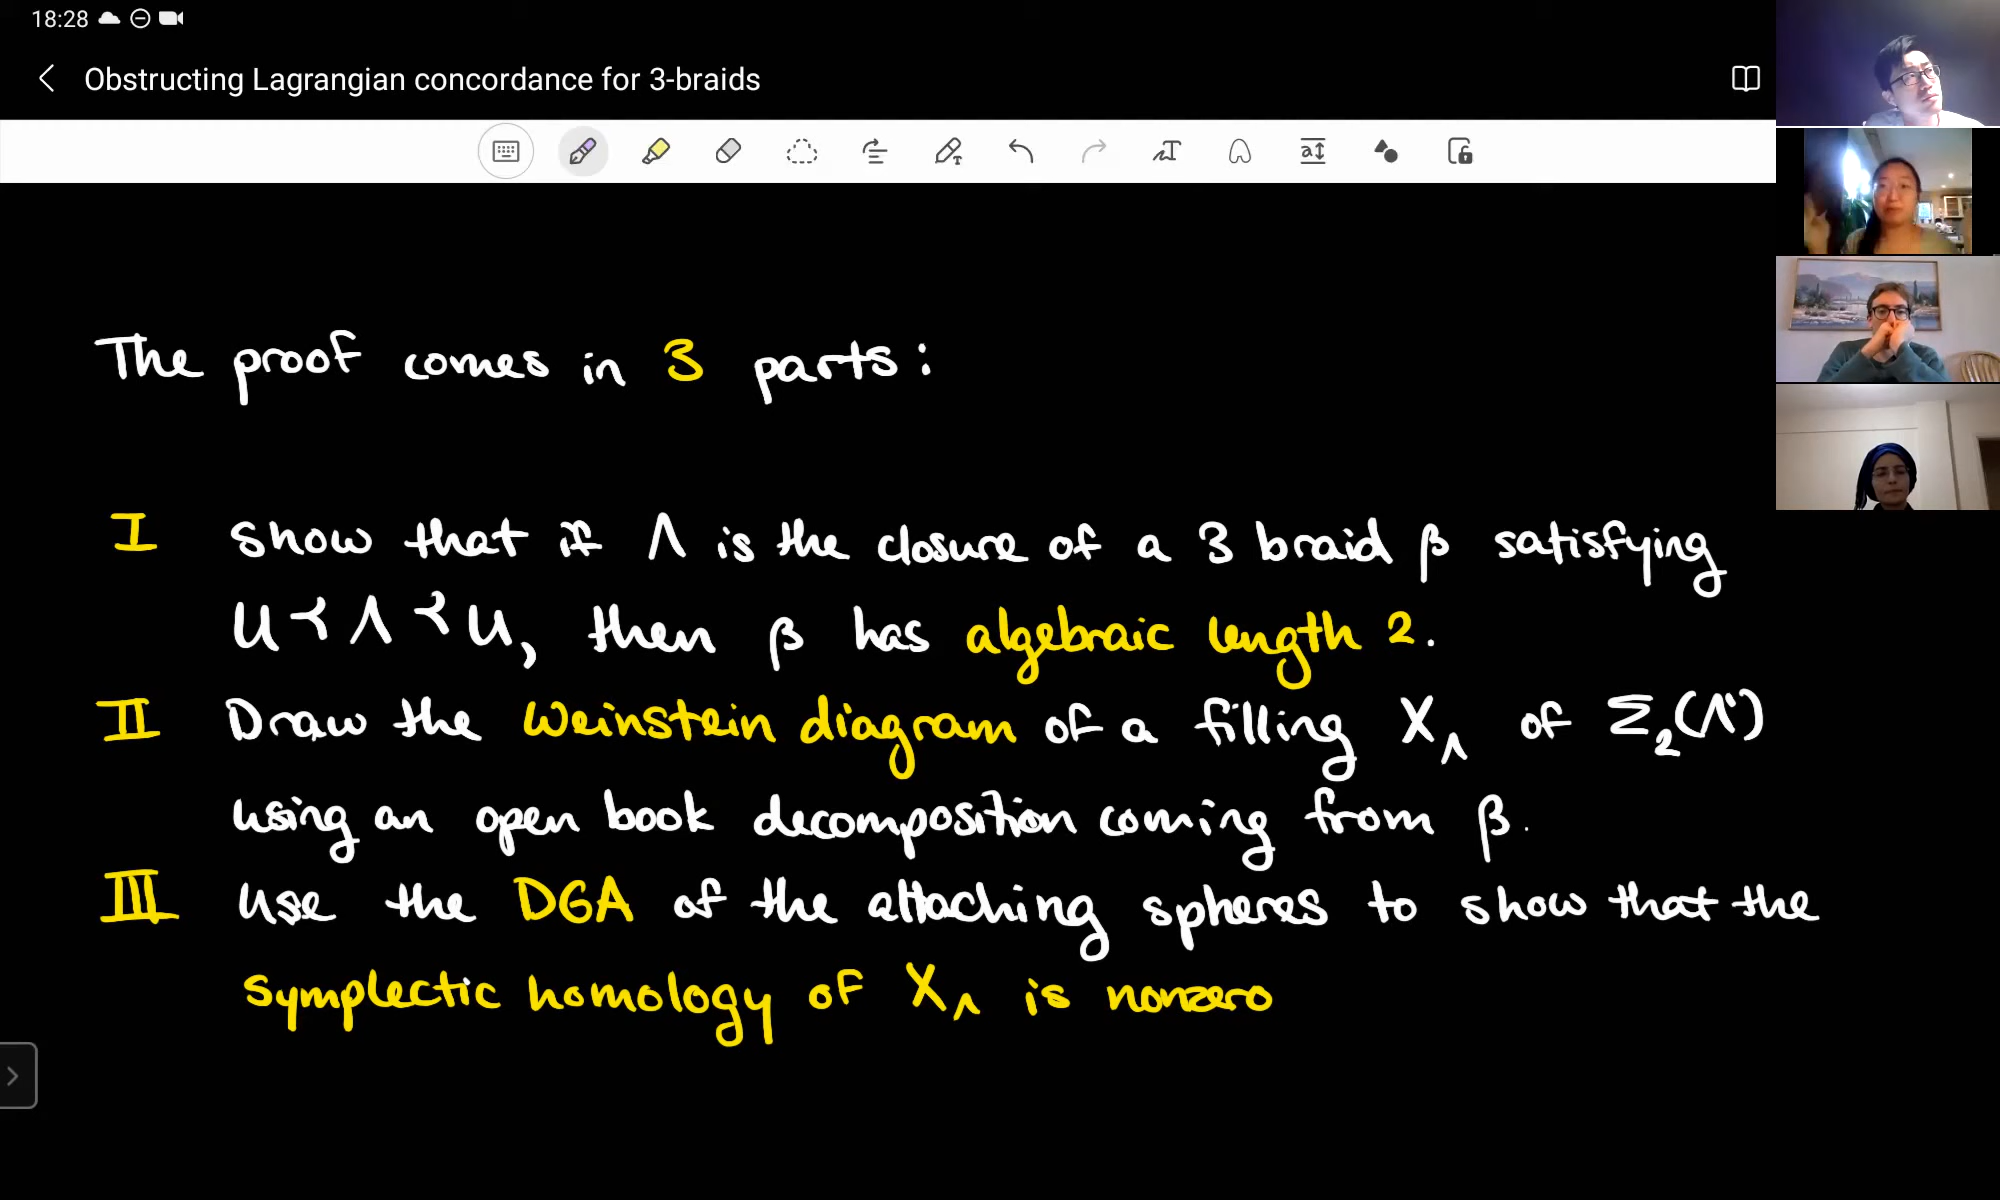 18:28
Obstructing Lagrangian concordance for 3-braids
The proof comes in 3 parts:
I Show that if Λ is the closure of a 3 braid β satisfying
U ≺ Λ ≺ U, then β has algebraic length 2.
II Draw the Weinstein diagram of a filling X_Λ of Σ₂(Λ)
using an open book decomposition coming from β.
III Use the DGA of the attaching spheres to show that the
symplectic homology of X_Λ is nonzero